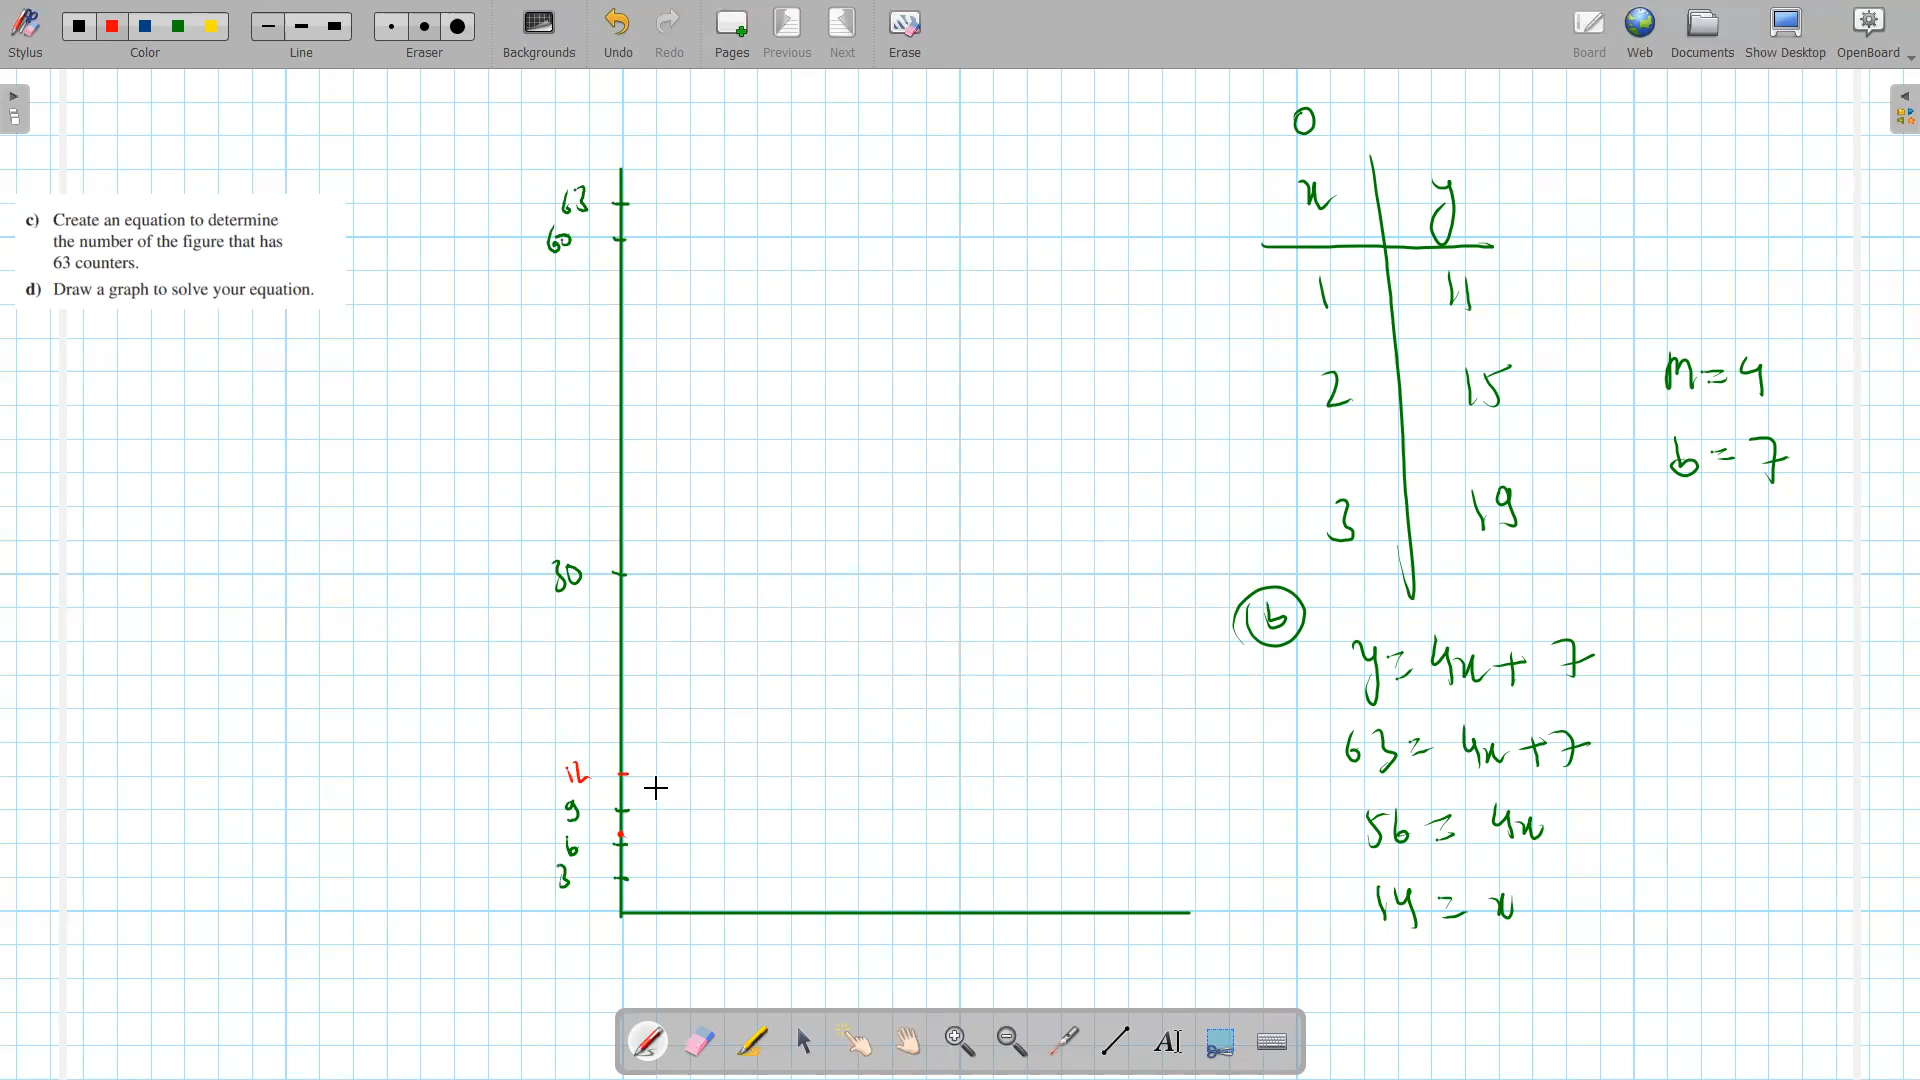 Stylus
Color
Line
Eraser
Backgrounds
Undo
Redo
Pages
Previous
Next
Erase
Board
Web
Documents
Show Desktop
OpenBoard
c) Create an equation to determine
the number of the figure that has
63 counters.
d) Draw a graph to solve your equation.
63
60
30
12
9
6
3
0
x y
1 11
2 15
3 19
m = 4
b = 7
b
y = 4x + 7
63 = 4x + 7
56 = 4x
14 = x